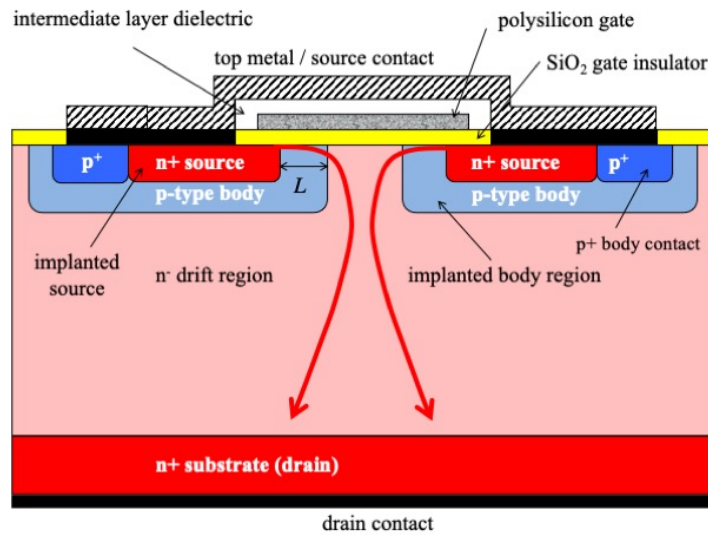 intermediate layer dielectric
polysilicon gate
top metal / source contact
SiO₂ gate insulator
p⁺
n+ source
L
n+ source
p⁺
p-type body
p-type body
implanted
source
n⁻ drift region
implanted body region
p+ body contact
n+ substrate (drain)
drain contact